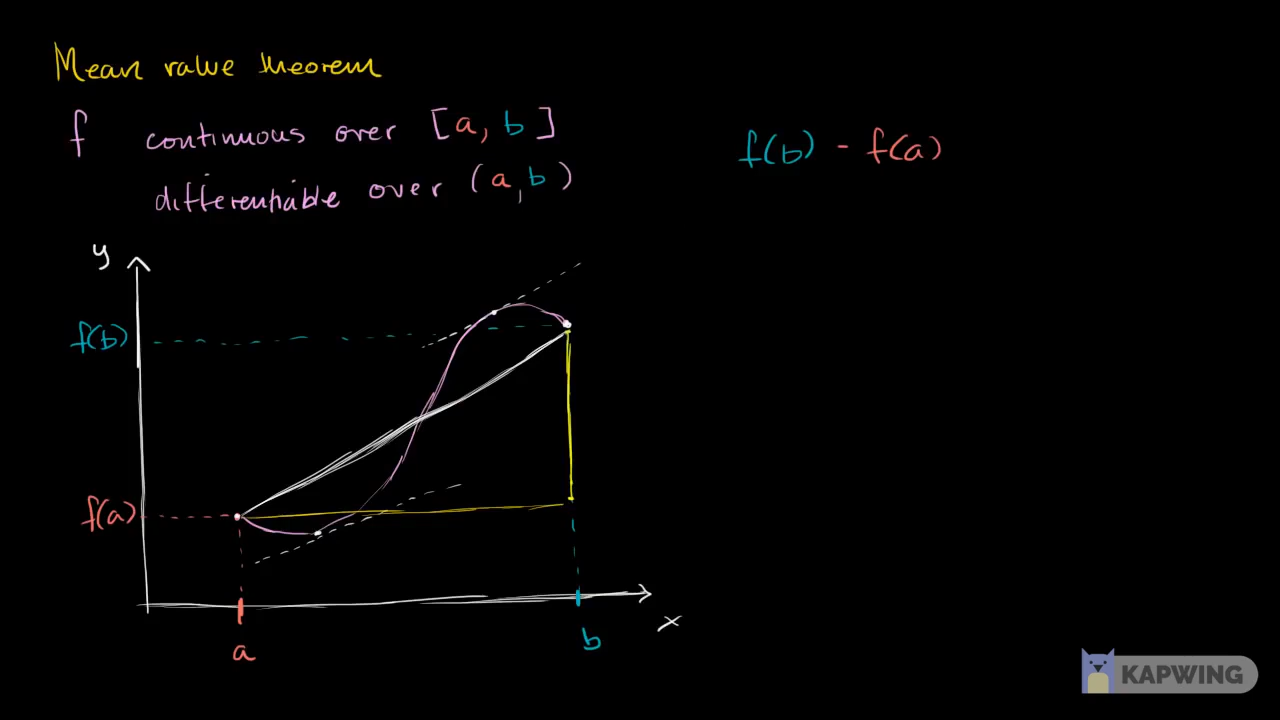 Mean value theorem
f continuous over [a, b]
differentiable over (a, b)
f(b) - f(a)
y
f(b)
f(a)
a
b
x
KAPWING